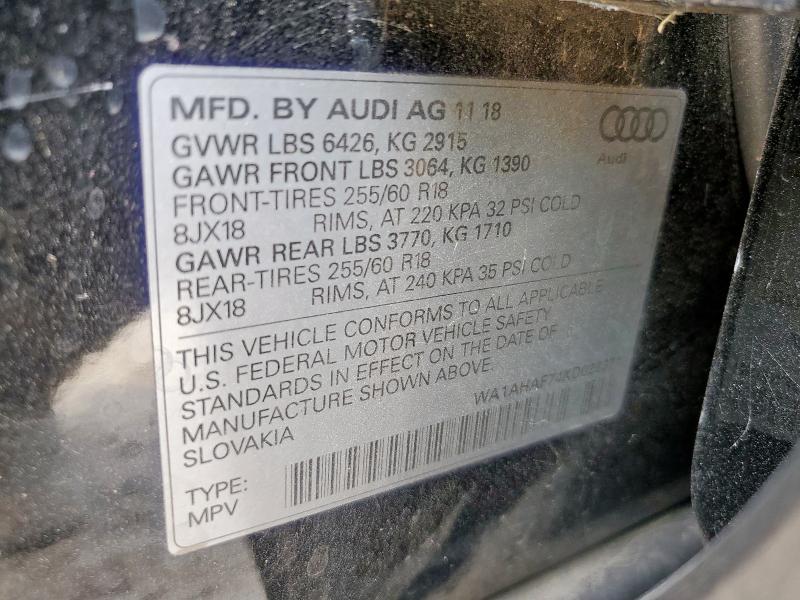 MFD. BY AUDI AG 11 18
Audi
GVWR LBS 6426, KG 2915
GAWR FRONT LBS 3064, KG 1390
FRONT-TIRES 255/60 R18
8JX18 RIMS, AT 220 KPA 32 PSI COLD
GAWR REAR LBS 3770, KG 1710
REAR-TIRES 255/60 R18
8JX18 RIMS, AT 240 KPA 35 PSI COLD
THIS VEHICLE CONFORMS TO ALL APPLICABLE
U.S. FEDERAL MOTOR VEHICLE SAFETY
STANDARDS IN EFFECT ON THE DATE OF
MANUFACTURE SHOWN ABOVE.
SLOVAKIA
TYPE:
MPV